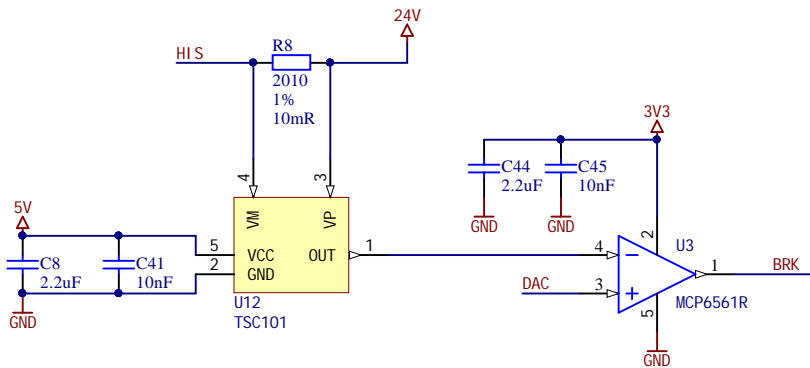 24V
HIS
R8
2010
1%
10mR
3V3
C44
2.2uF
C45
10nF
GND
GND
4
3
VM
VP
5V
5
VCC
OUT
1
2
GND
C8
2.2uF
C41
10nF
GND
U12
TSC101
2
U3
4
DAC
3
1
BRK
MCP6561R
5
GND